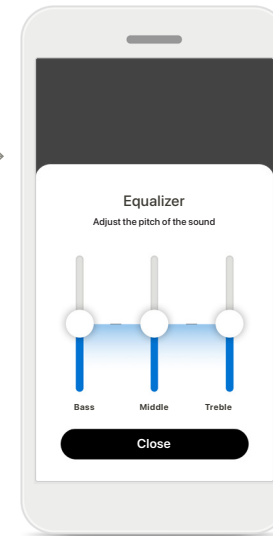 Equalizer
Adjust the pitch of the sound
Bass Middle Treble
Close